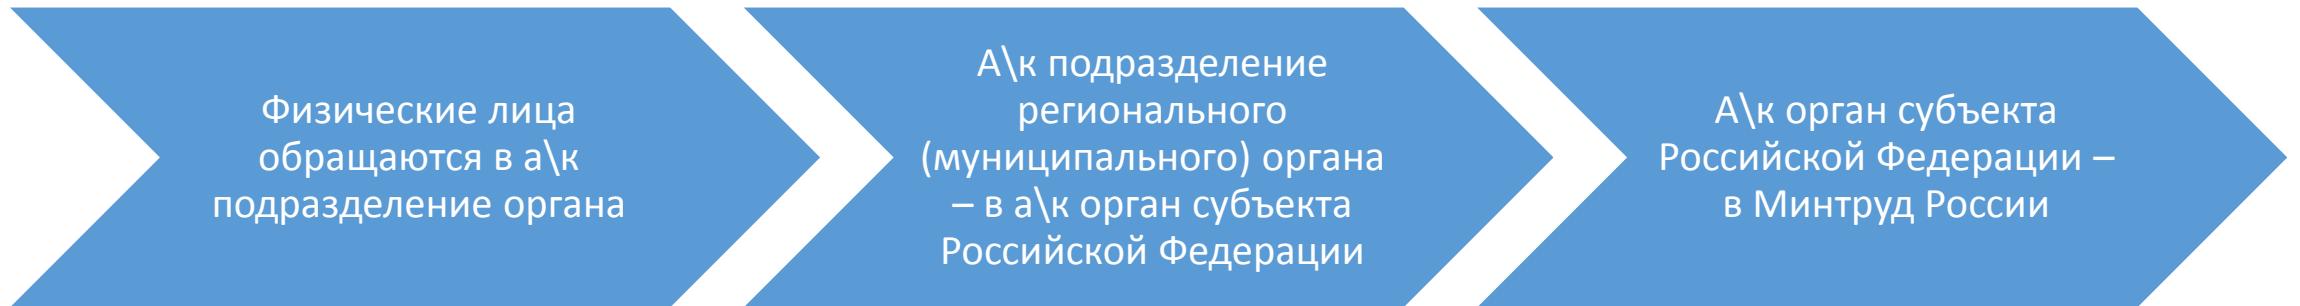 Физические лица
обращаются в а\к
подразделение органа
А\к подразделение
регионального
(муниципального) органа
– в а\к орган субъекта
Российской Федерации
А\к орган субъекта
Российской Федерации –
в Минтруд России